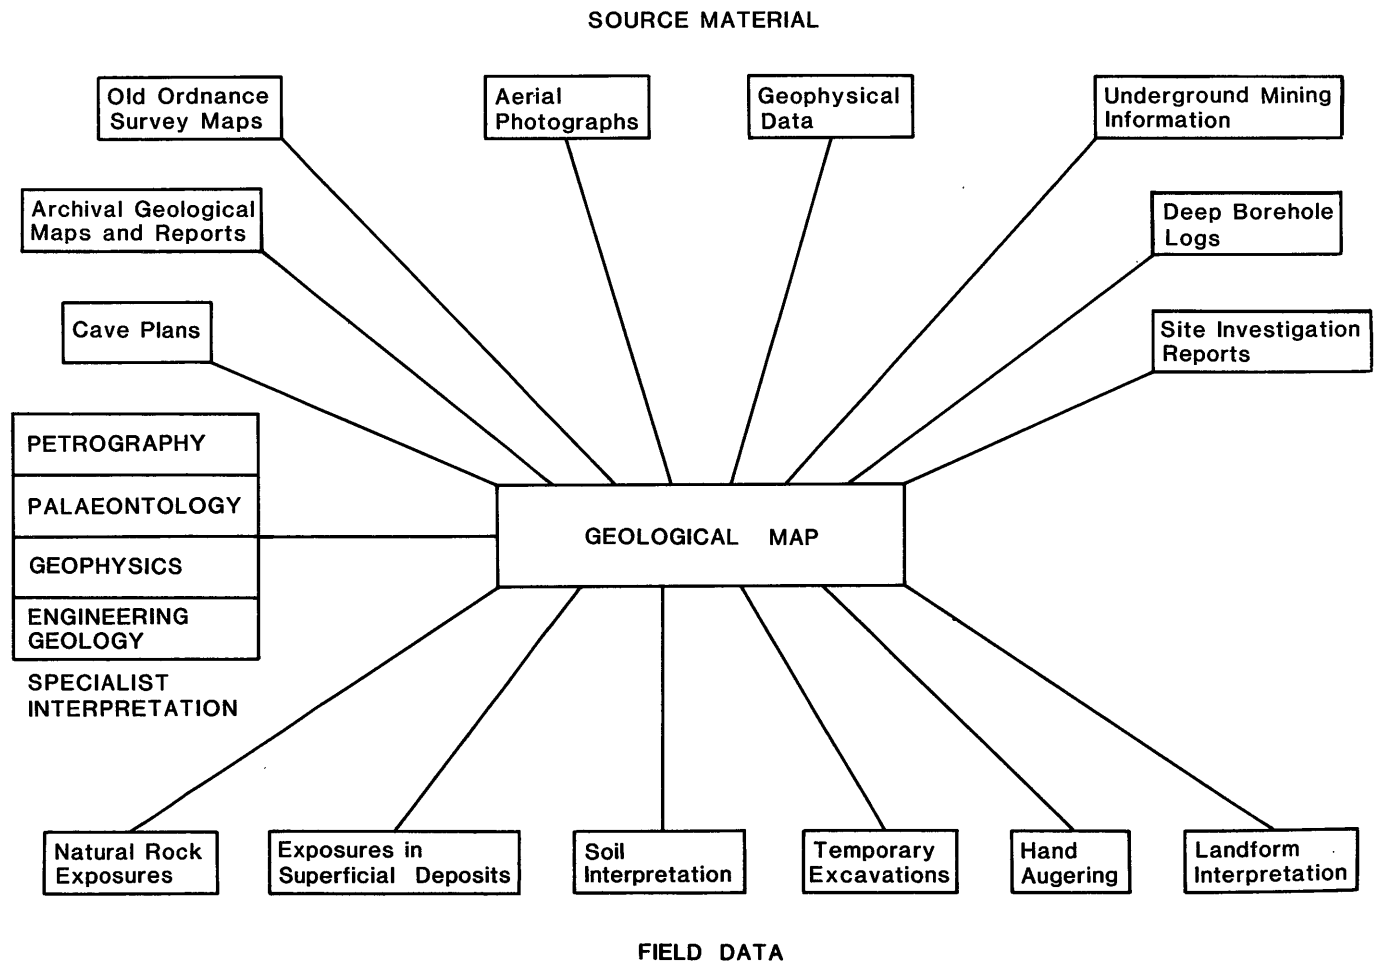 SOURCE MATERIAL
Old Ordnance
Survey Maps
Aerial
Photographs
Geophysical
Data
Underground Mining
Information
Archival Geological
Maps and Reports
Deep Borehole
Logs
Cave Plans
Site Investigation
Reports
PETROGRAPHY
PALAEONTOLOGY
GEOPHYSICS
ENGINEERING
GEOLOGY
SPECIALIST
INTERPRETATION
GEOLOGICAL MAP
Natural Rock
Exposures
Exposures in
Superficial Deposits
Soil
Interpretation
Temporary
Excavations
Hand
Augering
Landform
Interpretation
FIELD DATA